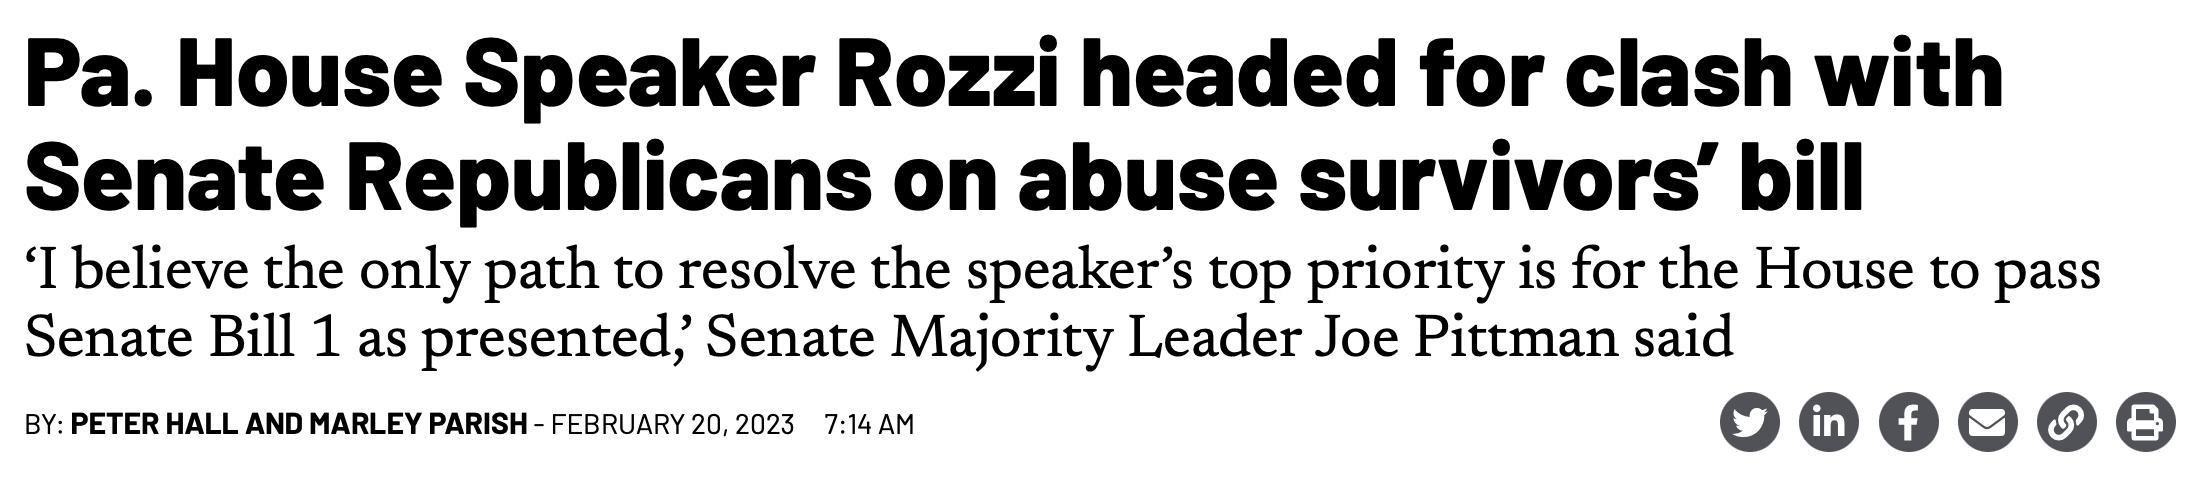 Pa. House Speaker Rozzi headed for clash with
Senate Republicans on abuse survivors’ bill
‘I believe the only path to resolve the speaker’s top priority is for the House to pass
Senate Bill 1 as presented,’ Senate Majority Leader Joe Pittman said
BY: PETER HALL AND MARLEY PARISH - FEBRUARY 20, 2023 7:14 AM